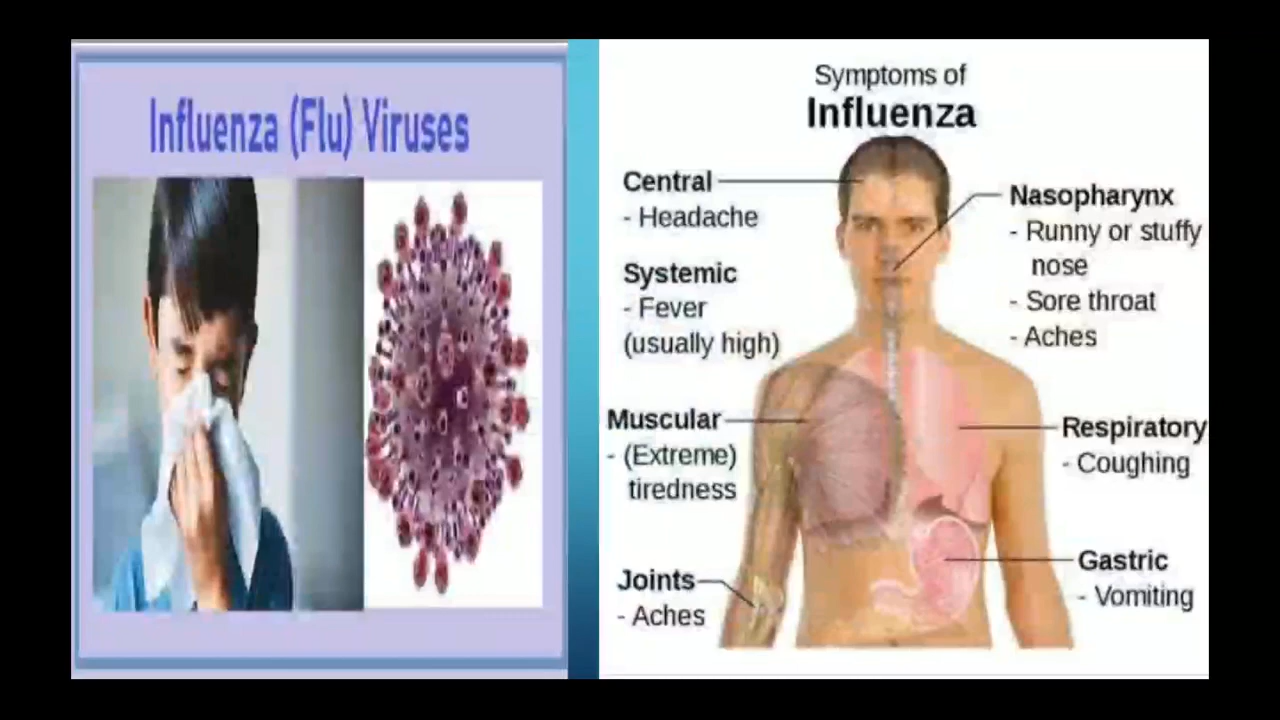 Influenza (Flu) Viruses
Symptoms of
Influenza
Central
- Headache
Systemic
- Fever
(usually high)
Muscular
- (Extreme)
tiredness
Joints
- Aches
Nasopharynx
- Runny or stuffy
nose
- Sore throat
- Aches
Respiratory
- Coughing
Gastric
- Vomiting